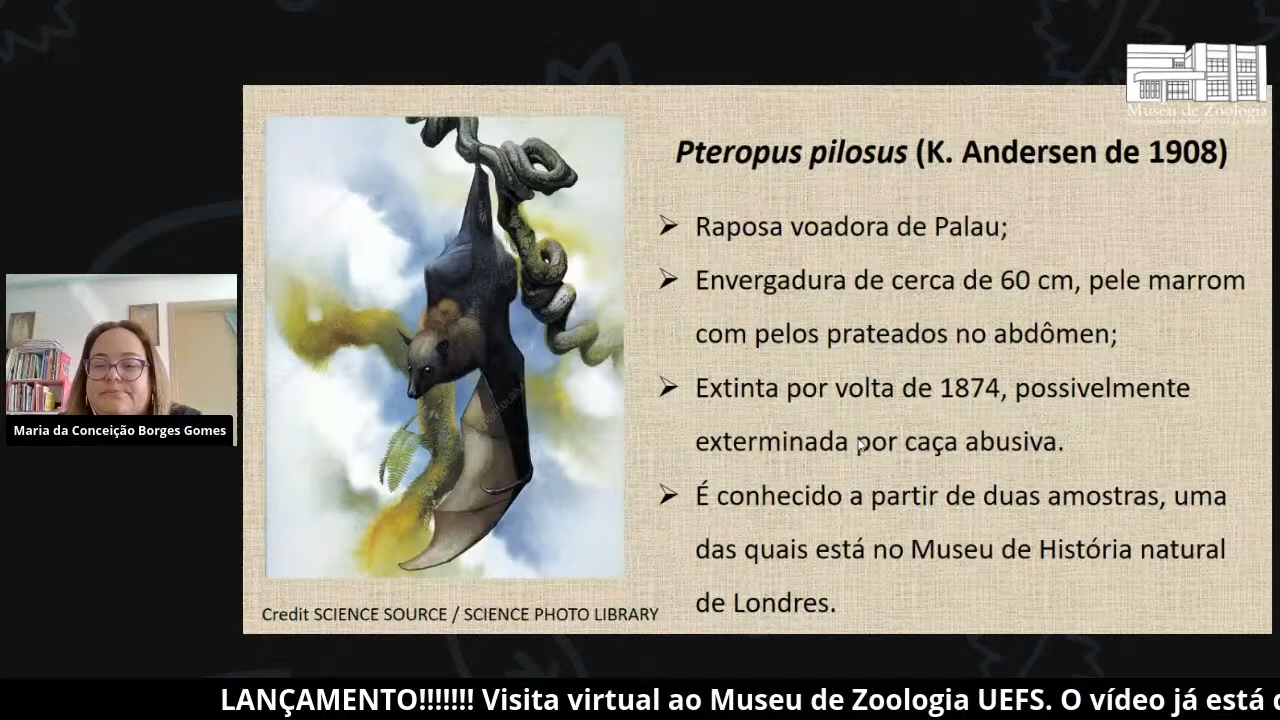 Museu de Zoologia
Pteropus pilosus (K. Andersen de 1908)
➢ Raposa voadora de Palau;
➢ Envergadura de cerca de 60 cm, pele marrom
com pelos prateados no abdômen;
➢ Extinta por volta de 1874, possivelmente
exterminada por caça abusiva.
➢ É conhecido a partir de duas amostras, uma
das quais está no Museu de História natural
de Londres.
Credit SCIENCE SOURCE / SCIENCE PHOTO LIBRARY
Maria da Conceição Borges Gomes
LANÇAMENTO!!!!!!! Visita virtual ao Museu de Zoologia UEFS. O vídeo já está